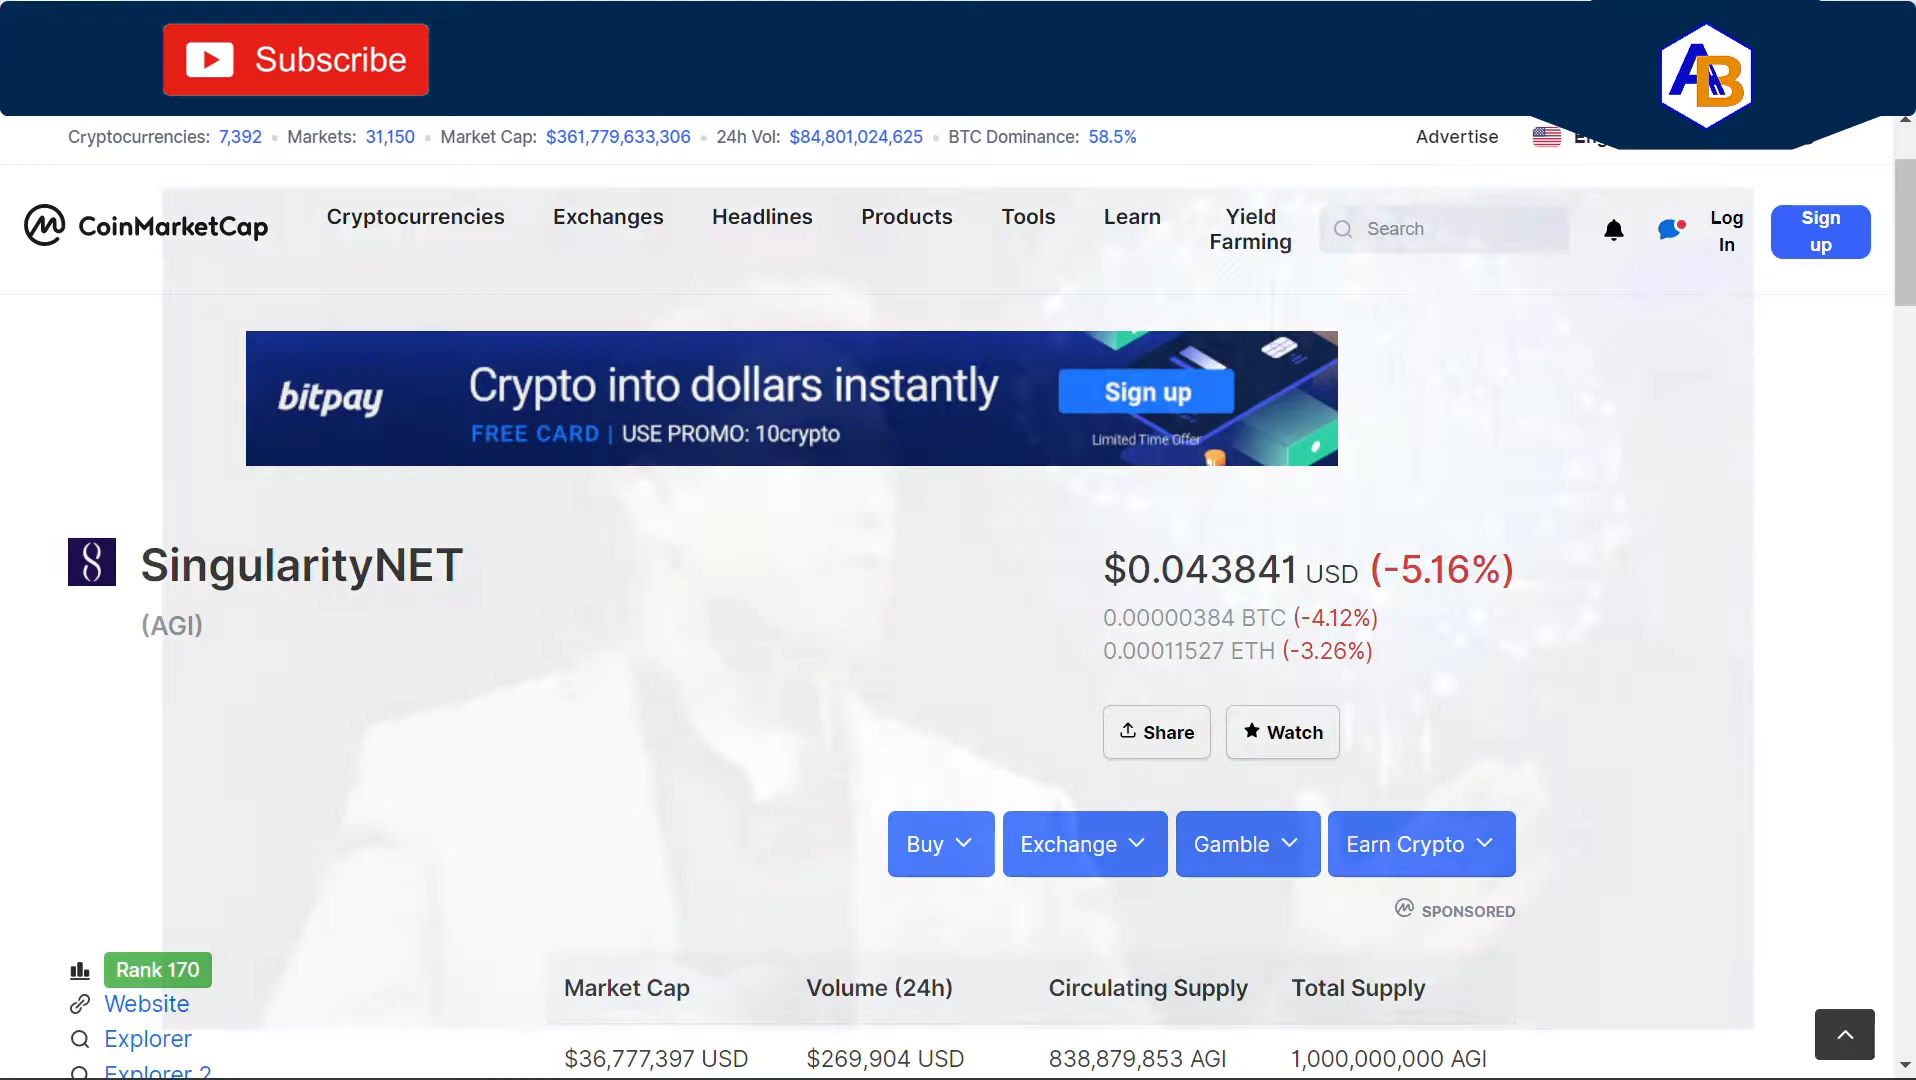 Subscribe
AB
Cryptocurrencies: 7,392 Markets: 31,150 Market Cap: $361,779,633,306 24h Vol: $84,801,024,625 BTC Dominance: 58.5% Advertise
CoinMarketCap Cryptocurrencies Exchanges Headlines Products Tools Learn Yield Farming Search Log In Sign up
bitpay Crypto into dollars instantly Sign up
FREE CARD | USE PROMO: 10crypto Limited Time Offer
SingularityNET $0.043841 USD (-5.16%)
(AGI) 0.00000384 BTC (-4.12%)
0.00011527 ETH (-3.26%)
Share Watch
Buy Exchange Gamble Earn Crypto
SPONSORED
Rank 170 Market Cap Volume (24h) Circulating Supply Total Supply
Website
Explorer $36,777,397 USD $269,904 USD 838,879,853 AGI 1,000,000,000 AGI
Explorer 2